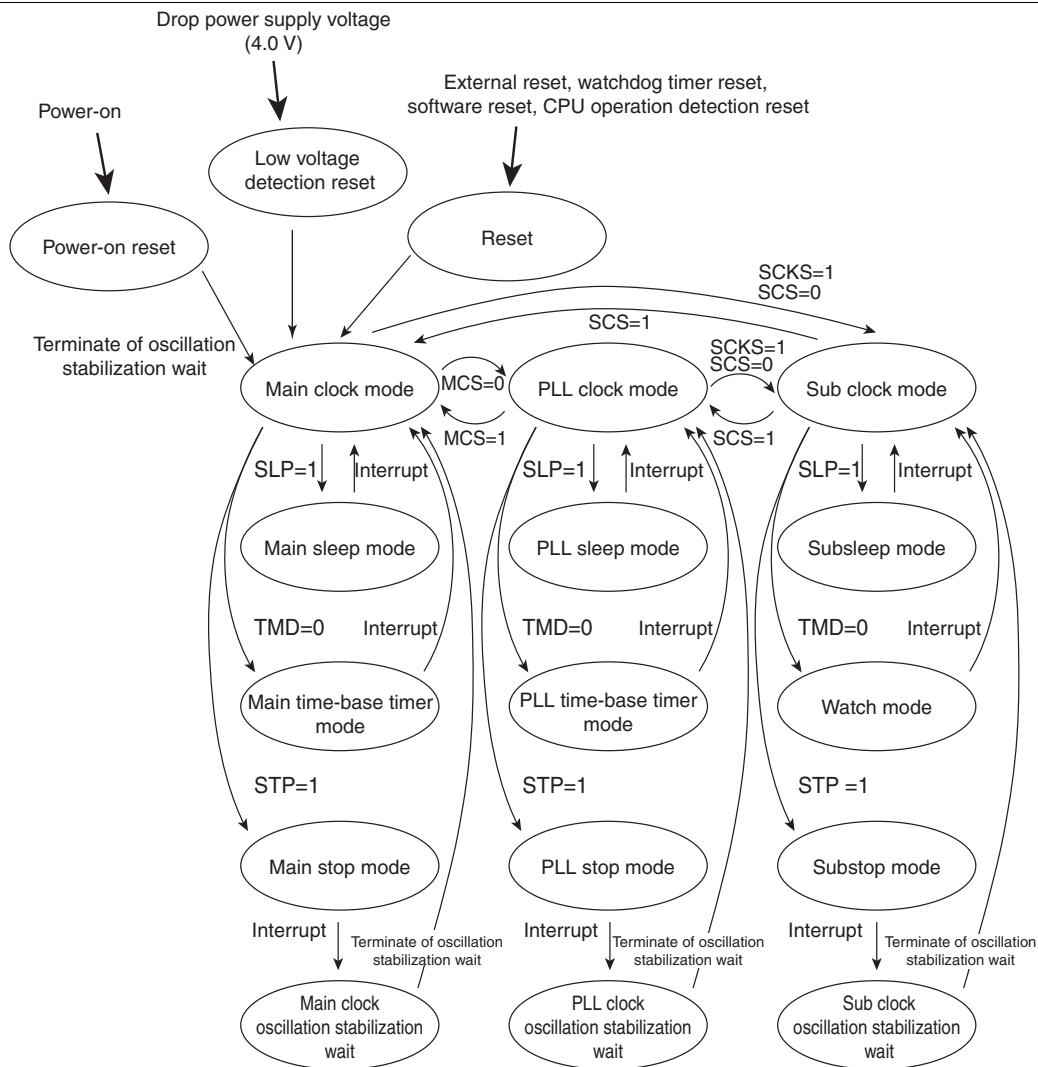 Drop power supply voltage
(4.0 V)
External reset, watchdog timer reset,
software reset, CPU operation detection reset
Power-on
Low voltage
detection reset
Power-on reset
Reset
SCKS=1
SCS=0
SCS=1
Terminate of oscillation
stabilization wait
SCKS=1
SCS=0
Main clock mode
MCS=0
PLL clock mode
Sub clock mode
MCS=1
SCS=1
SLP=1
Interrupt
SLP=1
Interrupt
SLP=1
Interrupt
Main sleep mode
PLL sleep mode
Subsleep mode
TMD=0
Interrupt
TMD=0
Interrupt
TMD=0
Interrupt
Main time-base timer
mode
PLL time-base timer
mode
Watch mode
STP=1
STP=1
STP =1
Main stop mode
PLL stop mode
Substop mode
Interrupt
Terminate of oscillation
stabilization wait
Interrupt
Terminate of oscillation
stabilization wait
Interrupt
Terminate of oscillation
stabilization wait
Main clock
oscillation stabilization
wait
PLL clock
oscillation stabilization
wait
Sub clock
oscillation stabilization
wait